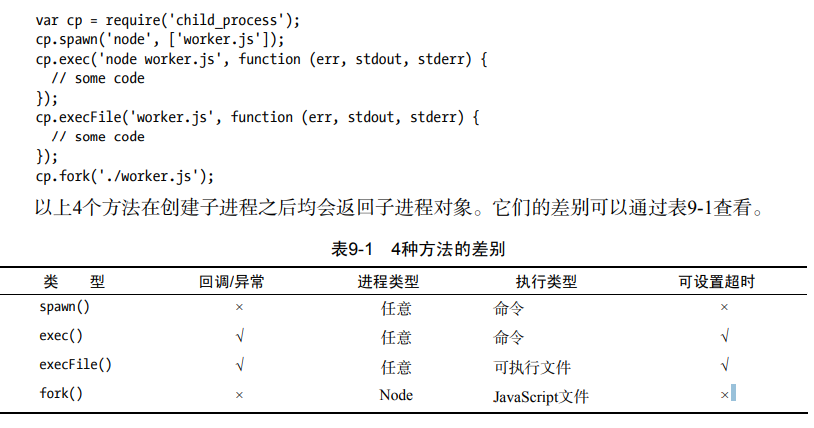 var cp = require('child_process');
cp.spawn('node', ['worker.js']);
cp.exec('node worker.js', function (err, stdout, stderr) {
// some code
});
cp.execFile('worker.js', function (err, stdout, stderr) {
// some code
});
cp.fork('./worker.js');
以上4个方法在创建子进程之后均会返回子进程对象。它们的差别可以通过表9-1查看。
表9-1 4种方法的差别
类 型 回调/异常 进程类型 执行类型 可设置超时
spawn() × 任意 命令 ×
exec() √ 任意 命令 √
execFile() √ 任意 可执行文件 √
fork() × Node JavaScript文件 ×